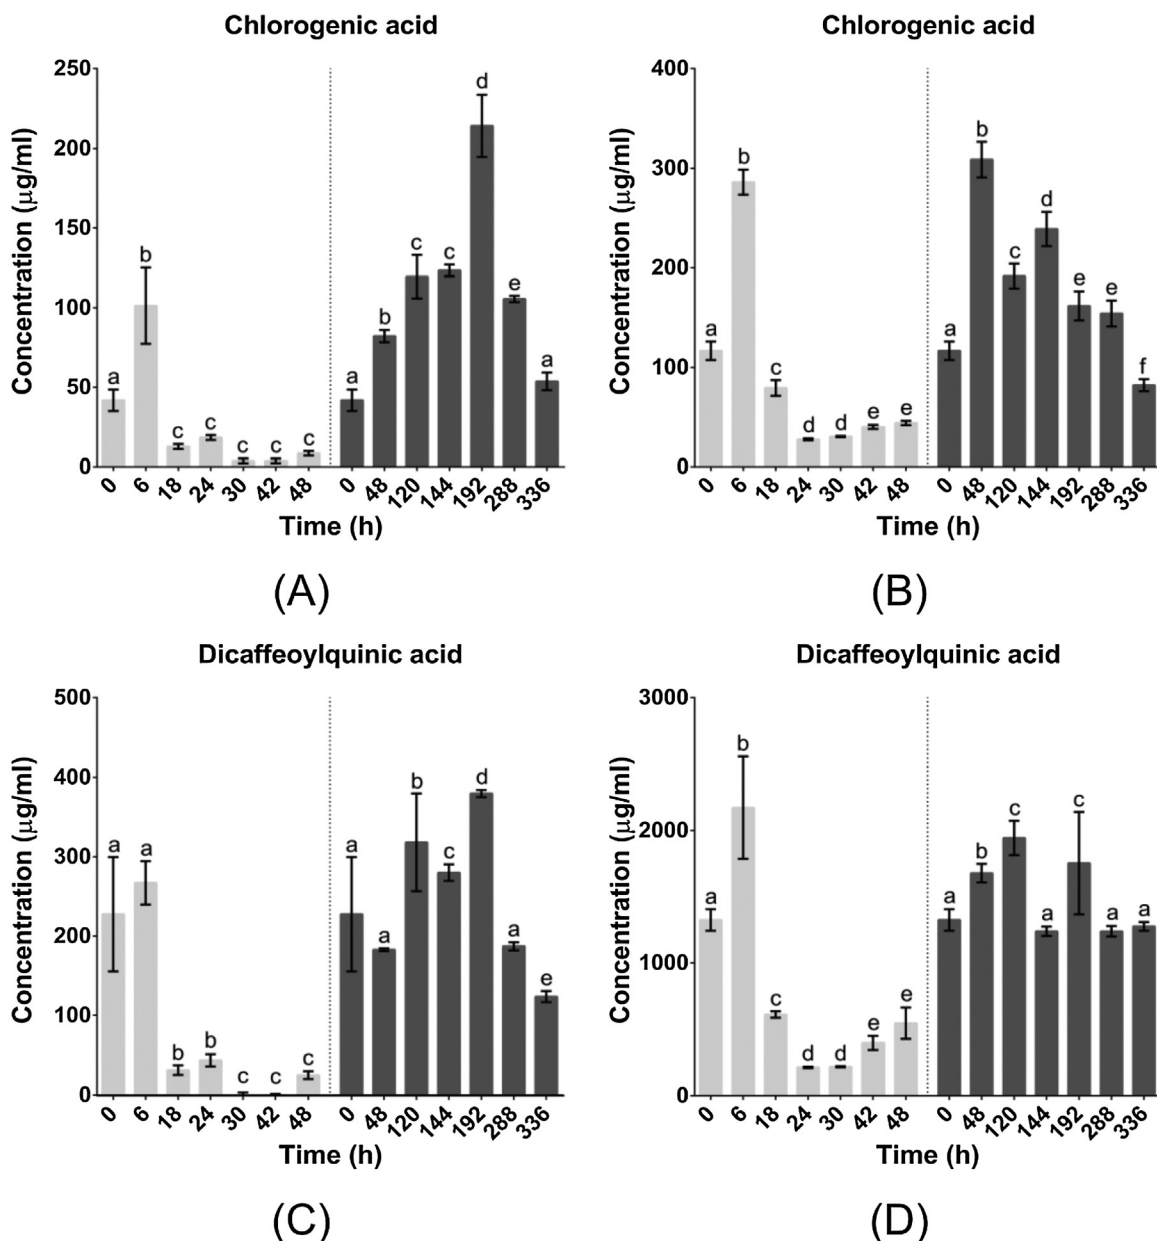 Chlorogenic acid
Concentration (µg/ml)
250
200
150
100
50
0
a b c c c c c a b c c d e a
0 6 18 24 30 42 48 0 48 120 144 192 288 336
Time (h)
(A)
Chlorogenic acid
Concentration (µg/ml)
400
300
200
100
0
a b c d d e e a b c d e e f
0 6 18 24 30 42 48 0 48 120 144 192 288 336
Time (h)
(B)
Dicaffeoylquinic acid
Concentration (µg/ml)
500
400
300
200
100
0
a a b b c c c a a b c d a e
0 6 18 24 30 42 48 0 48 120 144 192 288 336
Time (h)
(C)
Dicaffeoylquinic acid
Concentration (µg/ml)
3000
2000
1000
0
a b c d d e e a b c a c a a
0 6 18 24 30 42 48 0 48 120 144 192 288 336
Time (h)
(D)